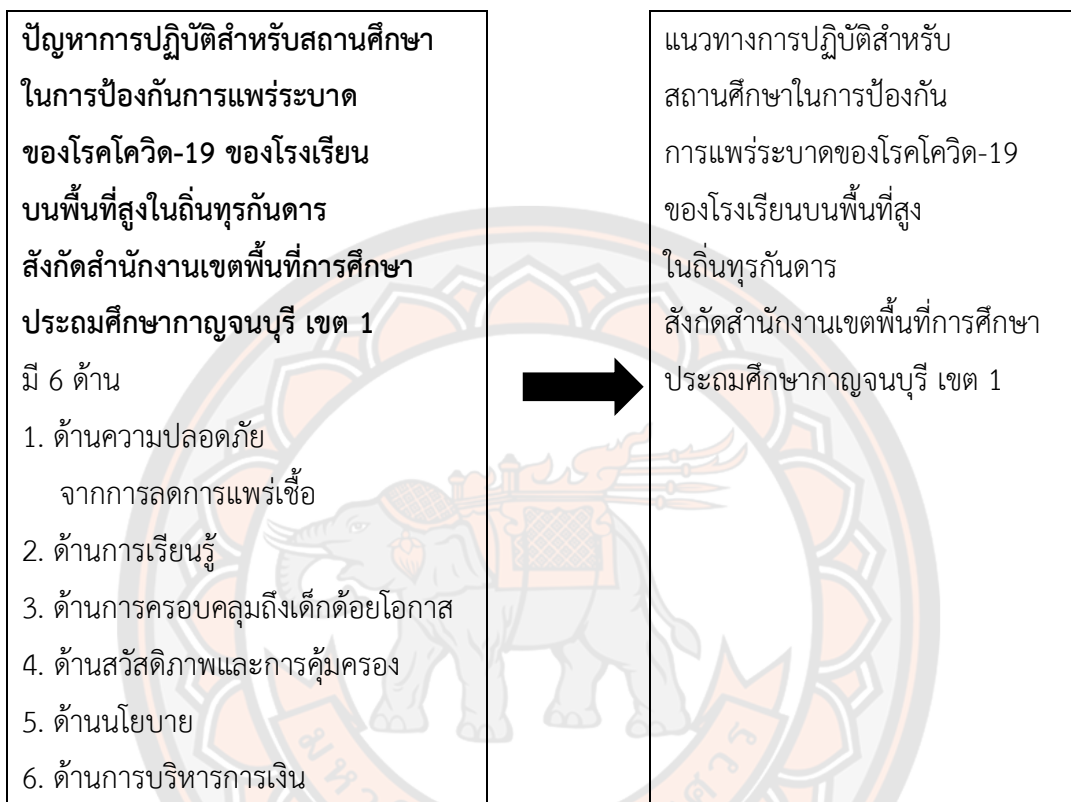 ปัญหาการปฏิบัติสำหรับสถานศึกษา
ในการป้องกันการแพร่ระบาด
ของโรคโควิด-19 ของโรงเรียน
บนพื้นที่สูงในถิ่นทุรกันดาร
สังกัดสำนักงานเขตพื้นที่การศึกษา
ประถมศึกษากาญจนบุรี เขต 1
มี 6 ด้าน
1. ด้านความปลอดภัย
จากการลดการแพร่เชื้อ
2. ด้านการเรียนรู้
3. ด้านการครอบคลุมถึงเด็กด้อยโอกาส
4. ด้านสวัสดิภาพและการคุ้มครอง
5. ด้านนโยบาย
6. ด้านการบริหารการเงิน
แนวทางการปฏิบัติสำหรับ
สถานศึกษาในการป้องกัน
การแพร่ระบาดของโรคโควิด-19
ของโรงเรียนบนพื้นที่สูง
ในถิ่นทุรกันดาร
สังกัดสำนักงานเขตพื้นที่การศึกษา
ประถมศึกษากาญจนบุรี เขต 1